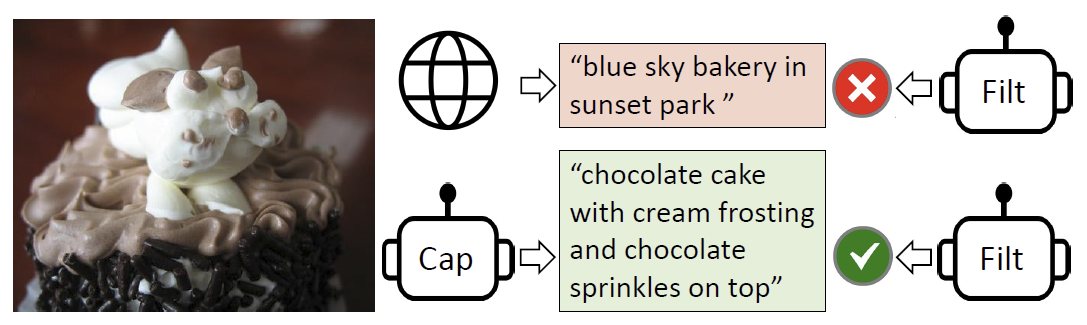 “blue sky bakery in
sunset park ”
Filt
Cap
“chocolate cake
with cream frosting
and chocolate
sprinkles on top”
Filt